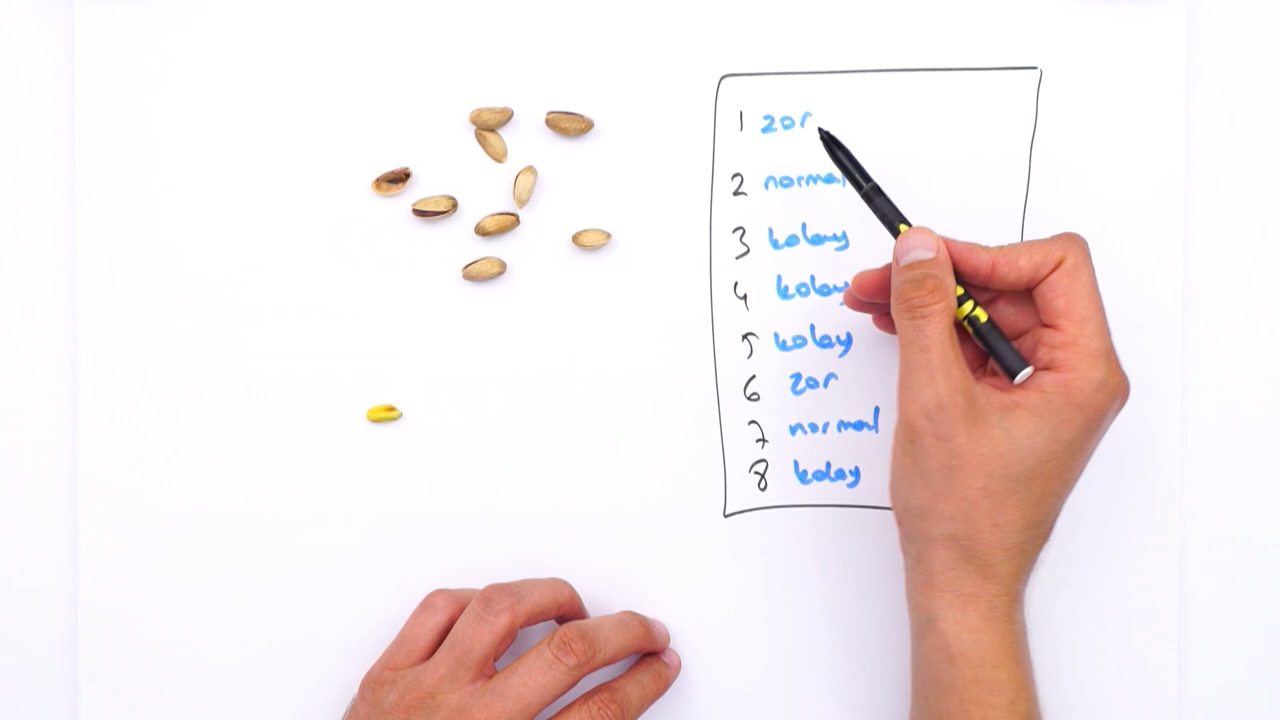 1 zor
2 normal
3 kolay
4 kolay
5 kolay
6 zor
7 normal
8 kolay